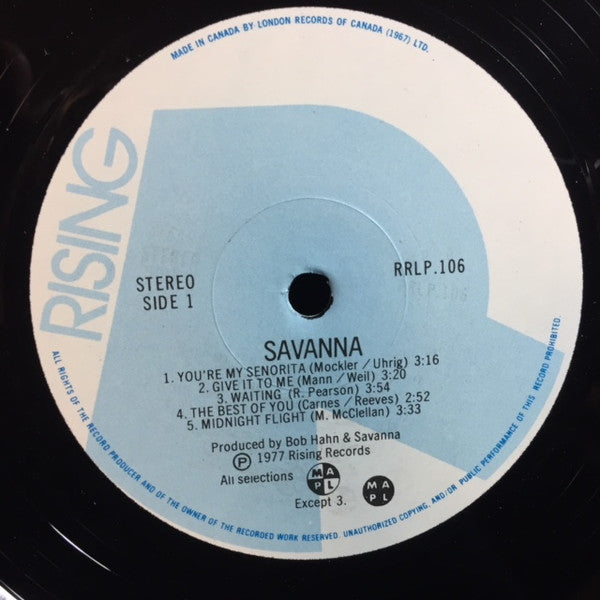 MADE IN CANADA BY LONDON RECORDS OF CANADA (1967) LTD.
RISING
STEREO
SIDE 1
RRLP.106
SAVANNA
1. YOU'RE MY SENORITA (Mockler/Uhrig) 3:16
2. GIVE IT TO ME (Mann/Weil) 3:20
3. WAITING (R. Pearson) 3:54
4. THE BEST OF YOU (Carnes/Reeves) 2:52
5. MIDNIGHT FLIGHT (M. McClellan) 3:33
Produced by Bob Hahn & Savanna
Ⓟ 1977 Rising Records
All selections MAPL
Except 3. MAPL
ALL RIGHTS OF THE RECORD PRODUCER AND OF THE OWNER OF THE RECORDED WORK RESERVED. UNAUTHORIZED COPYING, AND/OR PUBLIC PERFORMANCE OF THIS RECORD PROHIBITED.